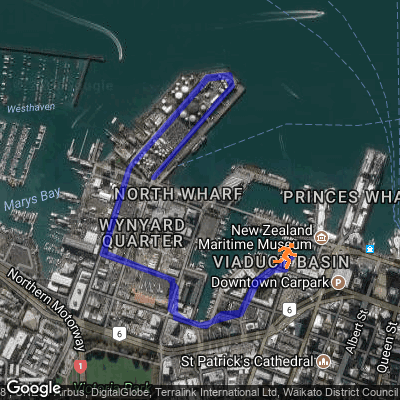 Westhaven
Marys Bay
NORTH WHARF
'PRINCES WHA
WYNYARD
QUARTER
New Zealand
Maritime Museum
VIADUCT BASIN
Downtown Carpark
P
Northern Motorway
6
6
Albert St
Queen St
St Patrick's Cathedral
1
Victoria Park
Google
Airbus, DigitalGlobe, Terralink International Ltd, Waikato District Council